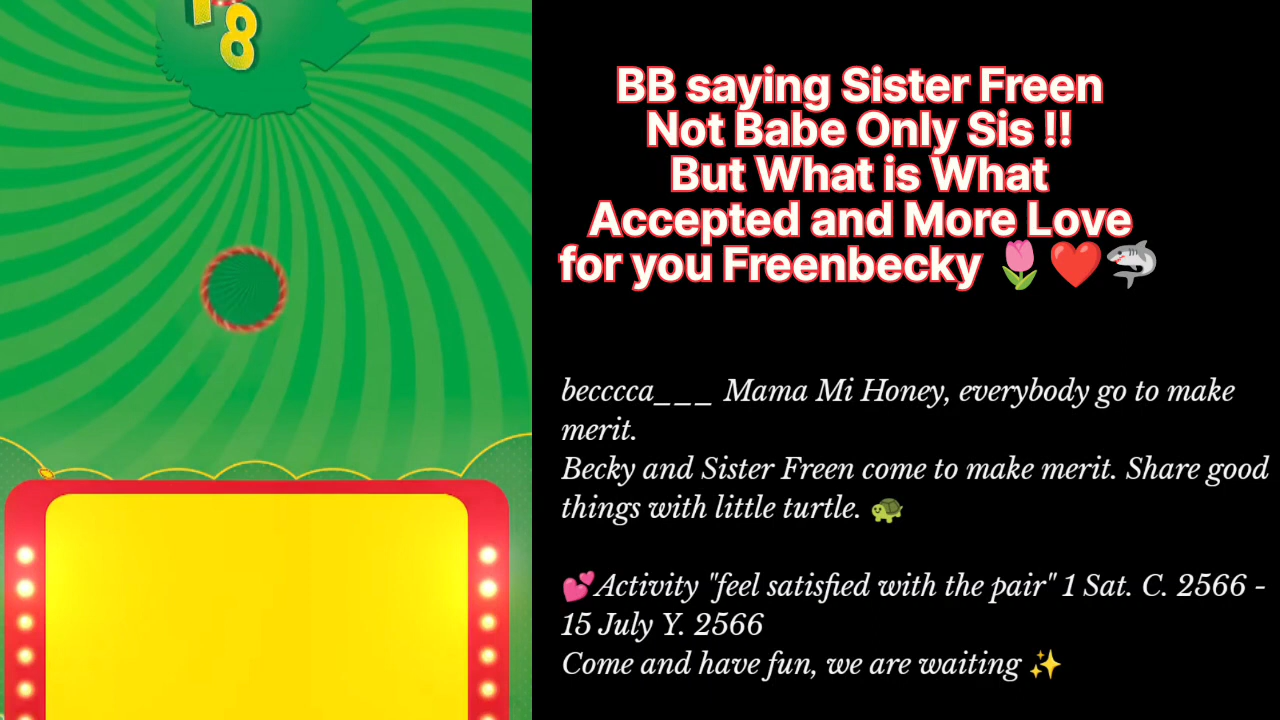 8
BB saying Sister Freen
Not Babe Only Sis !!
But What is What
Accepted and More Love
for you Freenbecky 🌷❤️🦈
becccca___ Mama Mi Honey, everybody go to make
merit.
Becky and Sister Freen come to make merit. Share good
things with little turtle. 🐢
💕Activity "feel satisfied with the pair" 1 Sat. C. 2566 -
15 July Y. 2566
Come and have fun, we are waiting ✨